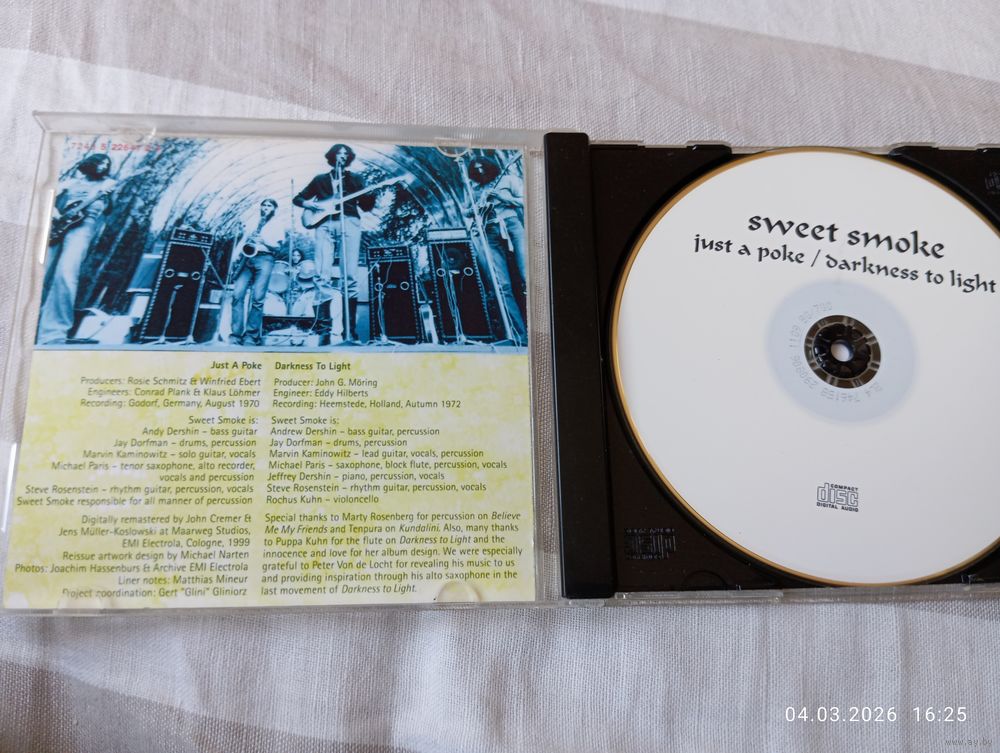 sweet smoke
just a poke / darkness to light
COMPACT
disc
DIGITAL AUDIO
Just A Poke
Producers: Rosie Schmitz & Winfried Ebert
Engineers: Conrad Plank & Klaus Löhmer
Recording: Godorf, Germany, August 1970
Sweet Smoke is:
Andy Dershin – bass guitar
Jay Dorfman – drums, percussion
Marvin Kaminowitz – solo guitar, vocals
Michael Paris – tenor saxophone, alto recorder,
vocals and percussion
Steve Rosenstein – rhythm guitar, percussion, vocals
Sweet Smoke responsible for all manner of percussion
Digitally remastered by John Cremer &
Jens Müller-Koslowski at Maarweg Studios,
EMI Electrola, Cologne, 1999
Reissue artwork design by Michael Narten
Photos: Joachim Hassenburs & Archive EMI Electrola
Liner notes: Matthias Mineur
Project coordination: Gert "Glini" Gliniorz
Darkness To Light
Producer: John G. Möring
Engineer: Eddy Hilberts
Recording: Heemstede, Holland, Autumn 1972
Sweet Smoke is:
Andrew Dershin – bass guitar, percussion
Jay Dorfman – drums, percussion
Marvin Kaminowitz – lead guitar, vocals, percussion
Michael Paris – saxophone, block flute, percussion, vocals
Jeffrey Dershin – piano, percussion, vocals
Steve Rosenstein – rhythm guitar, percussion, vocals
Rochus Kuhn – violoncello
Special thanks to Marty Rosenberg for percussion on Believe
Me My Friends and Tenpura on Kundalini. Also, many thanks
to Puppa Kuhn for the flute on Darkness to Light and the
innocence and love for her album design. We were especially
grateful to Peter Von de Locht for revealing his music to us
and providing inspiration through his alto saxophone in the
last movement of Darkness to Light.
04.03.2026 16:25
www.ay.by